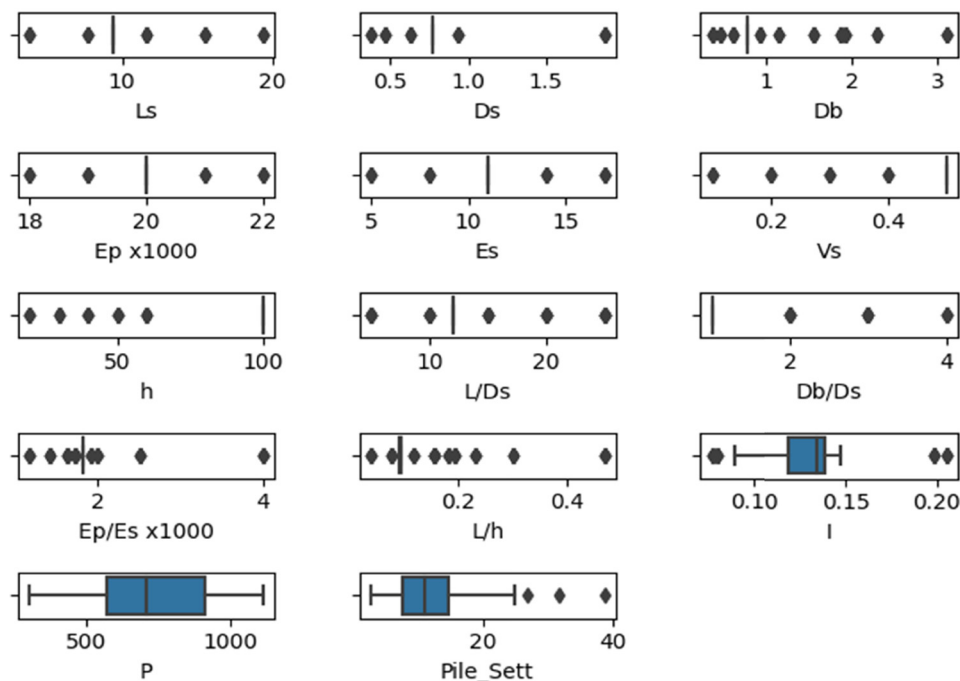 10 20 0.5 1.0 1.5 1 2 3
Ls Ds Db
18 20 22 5 10 15 0.2 0.4
Ep x1000 Es Vs
50 100 10 20 2 4
h L/Ds Db/Ds
2 4 0.2 0.4 0.10 0.15 0.20
Ep/Es x1000 L/h I
500 1000 20 40
P Pile_Sett